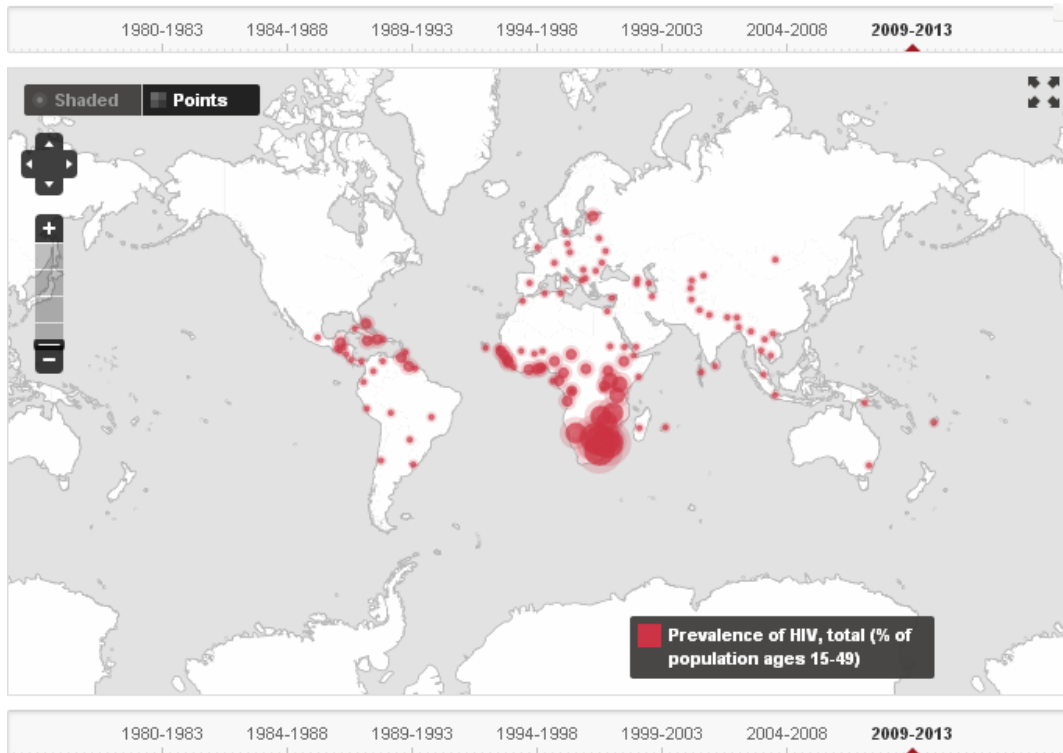 1980-1983 1984-1988 1989-1993 1994-1998 1999-2003 2004-2008 2009-2013
Shaded Points
+
−
Prevalence of HIV, total (% of
population ages 15-49)
1980-1983 1984-1988 1989-1993 1994-1998 1999-2003 2004-2008 2009-2013